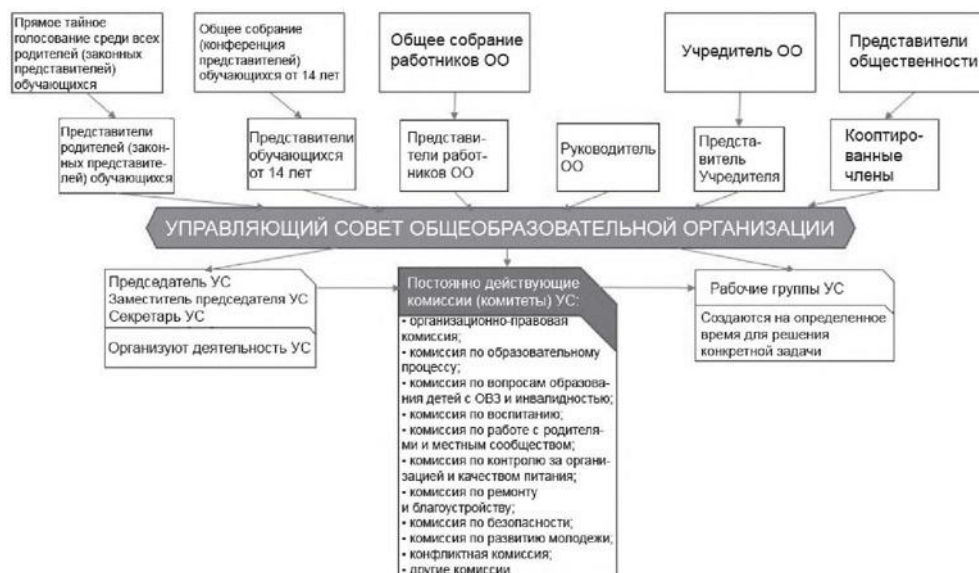 Прямое тайное
голосование среди всех
родителей (законных
представителей)
обучающихся
Общее собрание
(конференция
представителей)
обучающихся от 14 лет
Общее собрание
работников ОО
Учредитель ОО
Представители
общественности
Представители
родителей (закон-
ных представите-
лей) обучающихся
Представители
обучающихся
от 14 лет
Представи-
тели работ-
ников ОО
Руководитель
ОО
Предста-
витель
Учредителя
Кооптиро-
ванные
члены
УПРАВЛЯЮЩИЙ СОВЕТ ОБЩЕОБРАЗОВАТЕЛЬНОЙ ОРГАНИЗАЦИИ
Председатель УС
Заместитель председателя УС
Секретарь УС
Организуют деятельность УС
Постоянно действующие
комиссии (комитеты) УС:
• организационно-правовая
комиссия;
• комиссия по образовательному
процессу;
• комиссия по вопросам образова-
ния детей с ОВЗ и инвалидностью;
• комиссия по воспитанию;
• комиссия по работе с родителя-
ми и местным сообществом;
• комиссия по контролю за органи-
зацией и качеством питания;
• комиссия по ремонту
и благоустройству;
• комиссия по безопасности;
• комиссия по развитию молодежи;
• конфликтная комиссия;
• другие комиссии
Рабочие группы УС
Создаются на определенное
время для решения
конкретной задачи